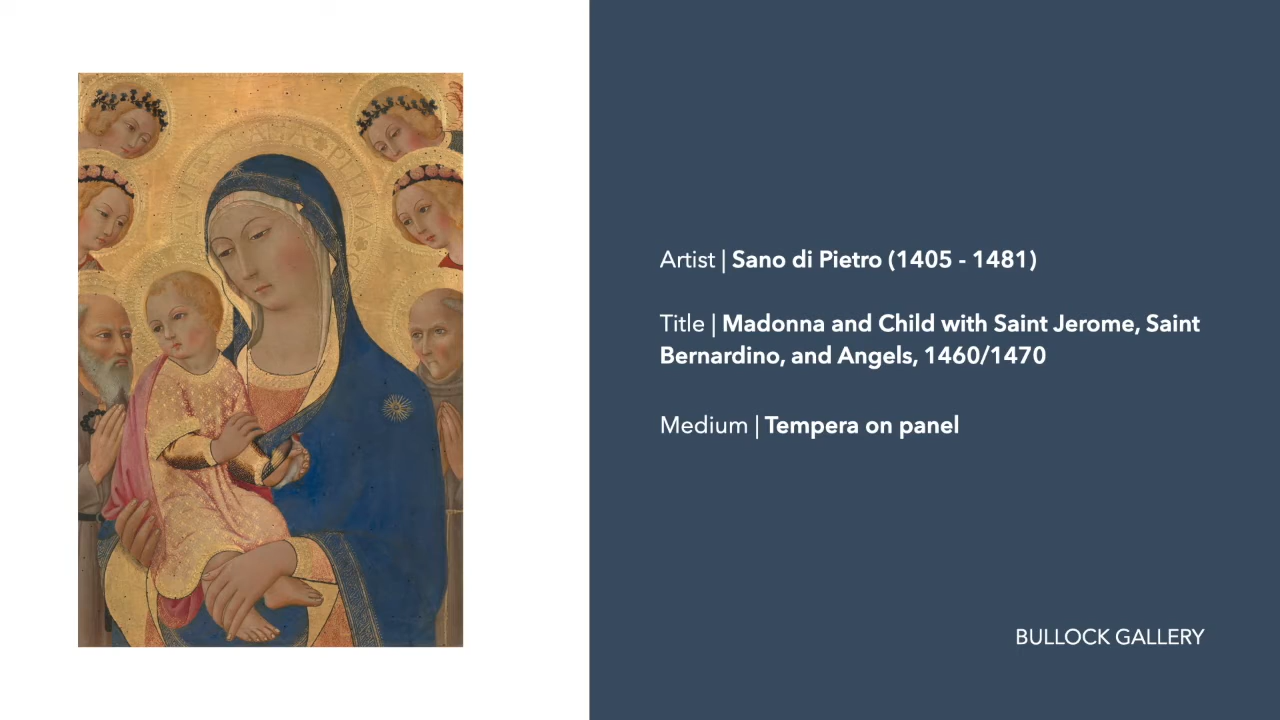 Artist | Sano di Pietro (1405 - 1481)
Title | Madonna and Child with Saint Jerome, Saint
Bernardino, and Angels, 1460/1470
Medium | Tempera on panel
BULLOCK GALLERY